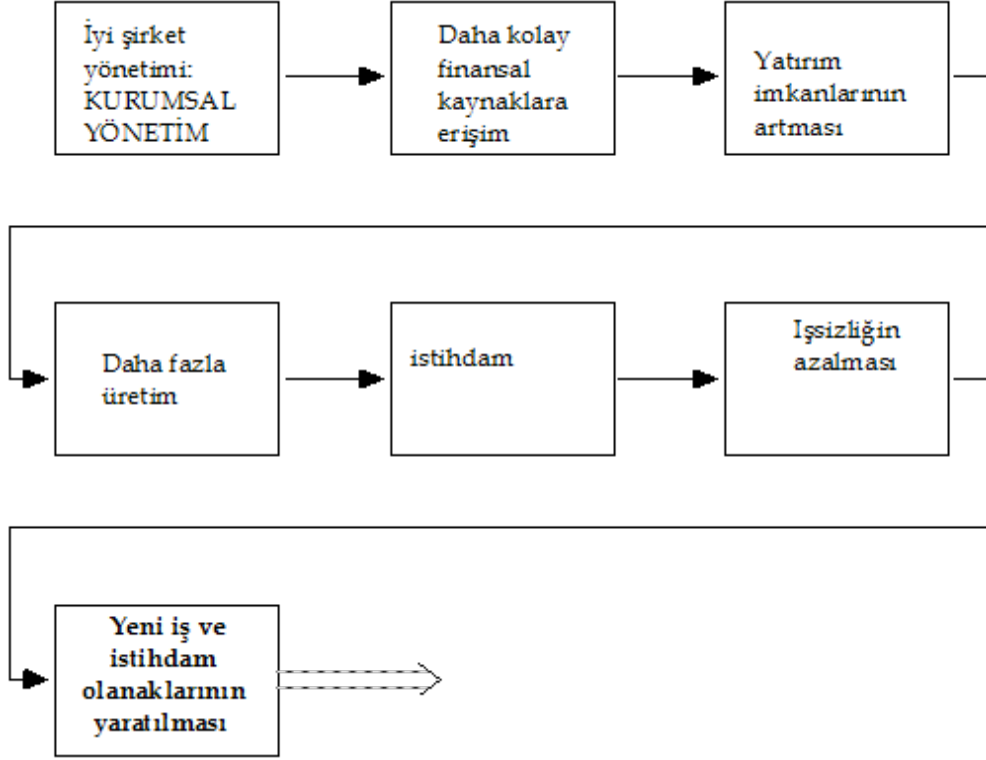 İyi şirket
yönetimi:
KURUMSAL
YÖNETİM
Daha kolay
finansal
kaynaklara
erişim
Yatırım
imkanlarının
artması
Daha fazla
üretim
istihdam
Işsizliğin
azalması
Yeni iş ve
istihdam
olanaklarının
yaratılması